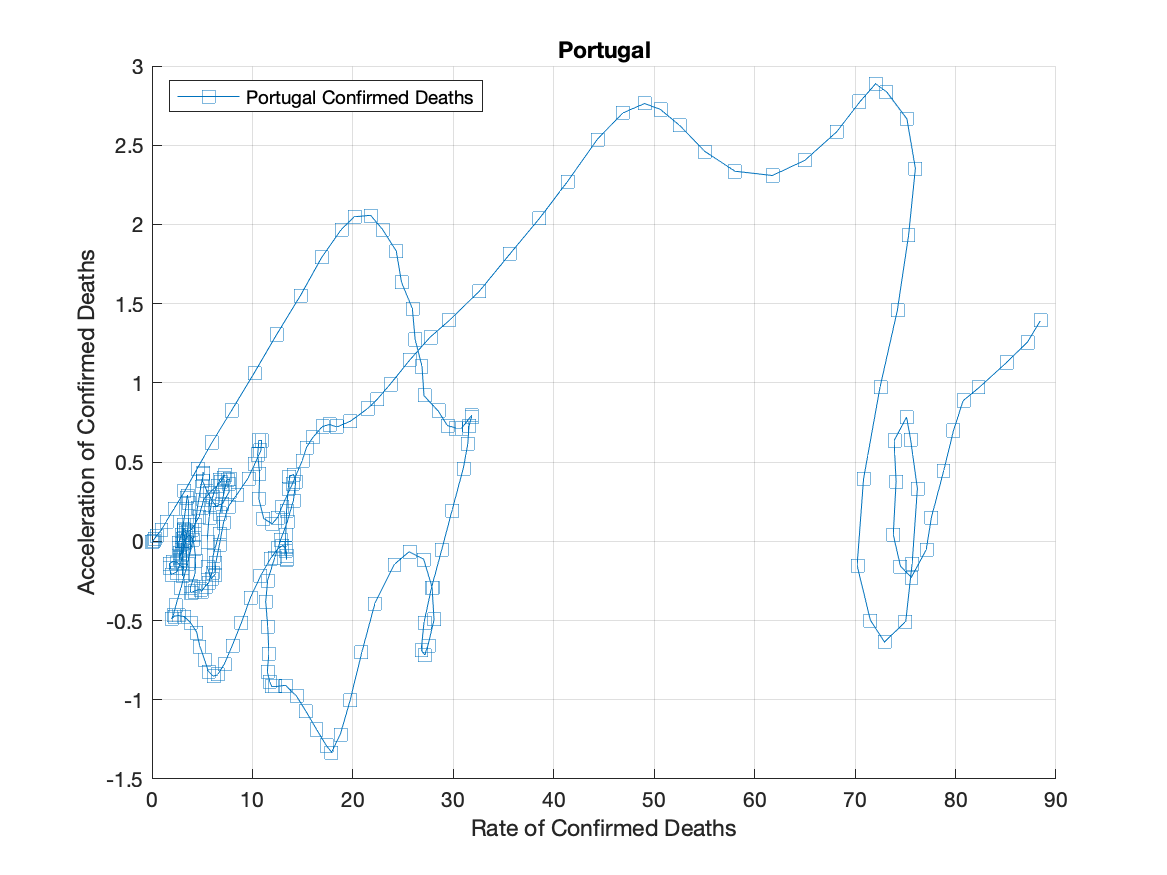 Portugal
Portugal Confirmed Deaths
3
2.5
2
1.5
1
0.5
0
-0.5
-1
-1.5
Acceleration of Confirmed Deaths
0 10 20 30 40 50 60 70 80 90
Rate of Confirmed Deaths